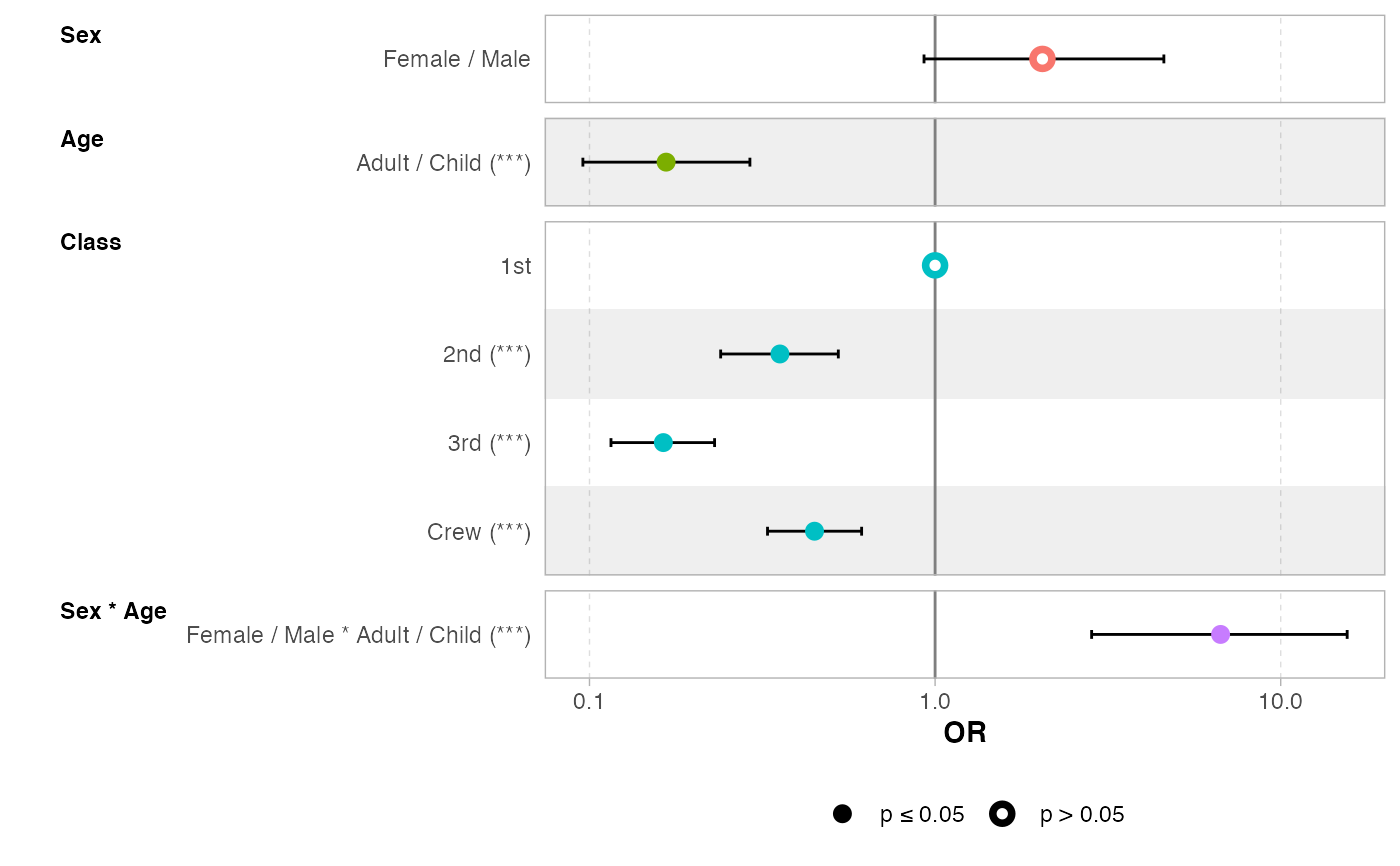 Sex
Female / Male
Age
Adult / Child (***)
Class
1st
2nd (***)
3rd (***)
Crew (***)
Sex * Age
Female / Male * Adult / Child (***)
0.1 1.0 10.0
OR
p ≤ 0.05 p > 0.05